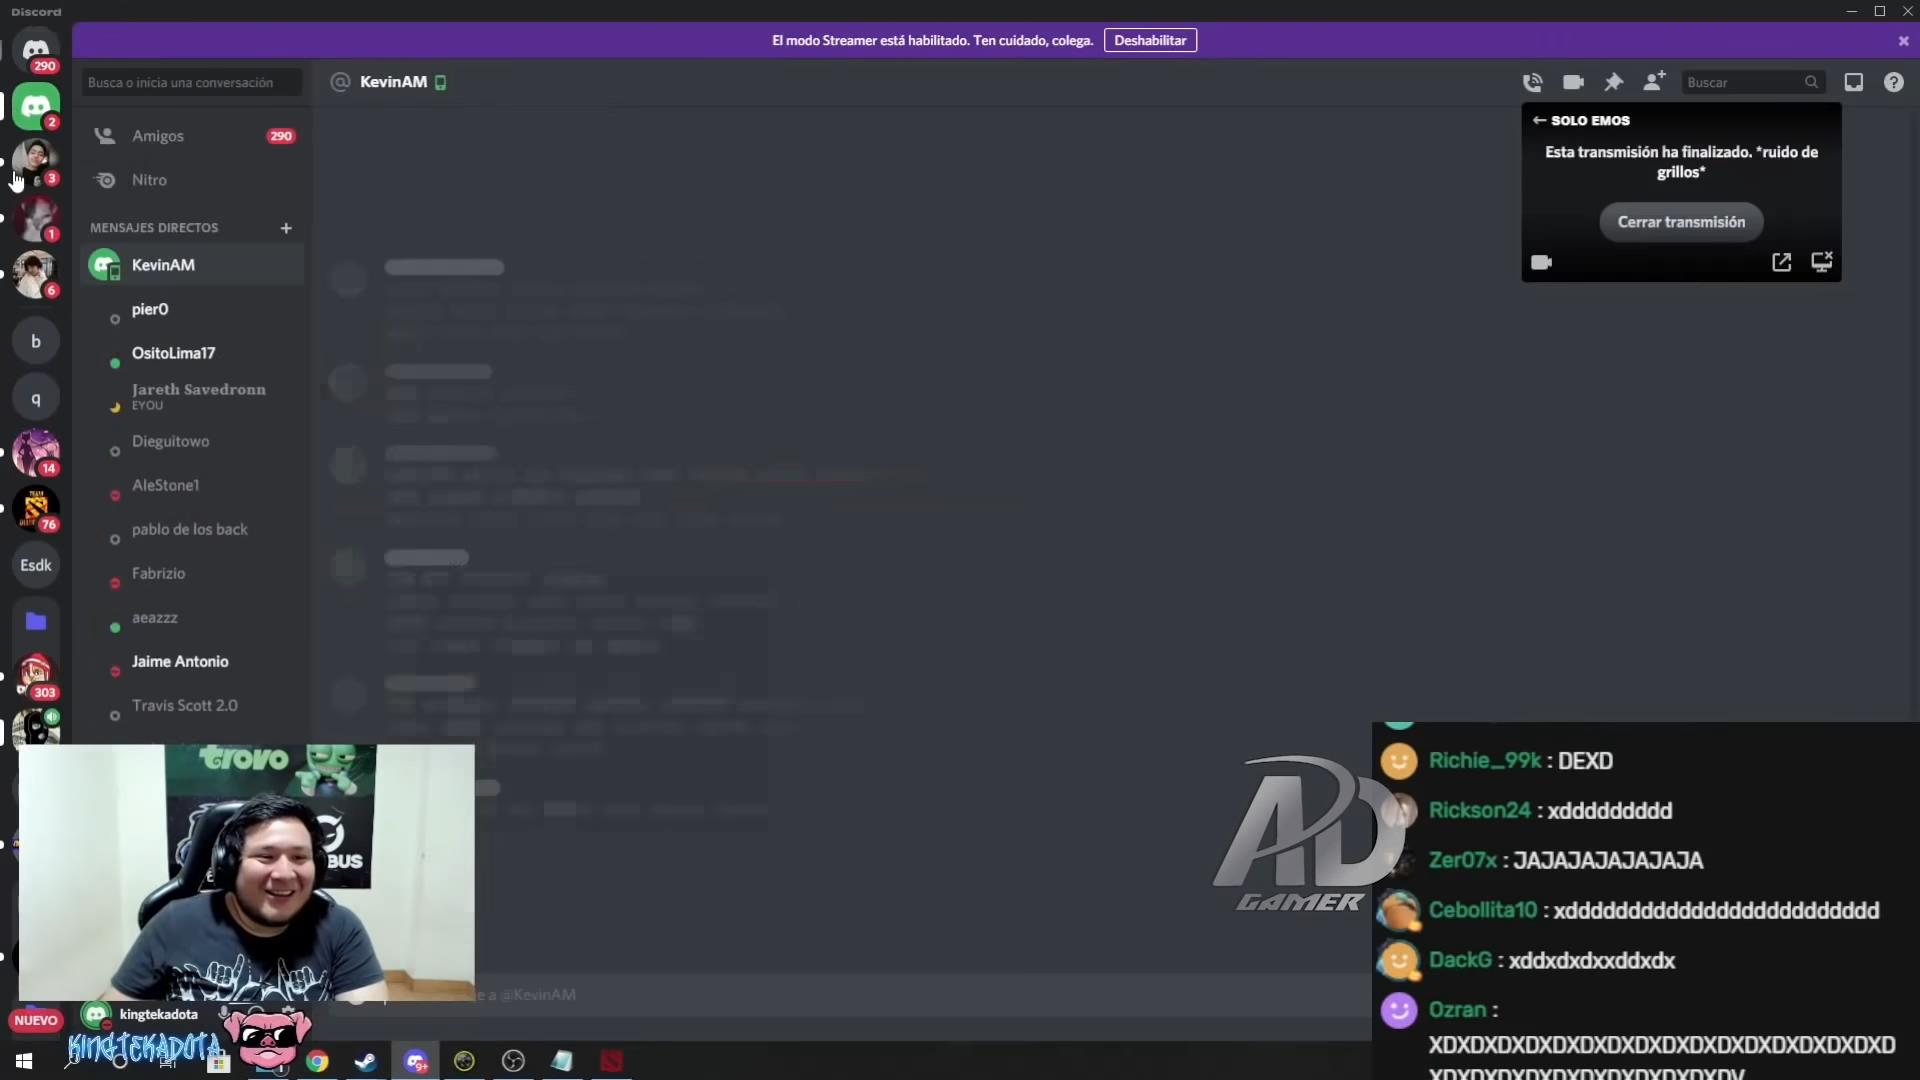 Discord
El modo Streamer está habilitado. Ten cuidado, colega.
Deshabilitar
290
2
3
1
6
b
q
14
76
Esdk
303
NUEVO
Busca o inicia una conversación
Amigos
290
Nitro
MENSAJES DIRECTOS
KevinAM
pier0
OsitoLima17
Jareth Savedronn
EYOU
Dieguitowo
AleStone1
pablo de los back
Fabrizio
aeazzz
Jaime Antonio
Travis Scott 2.0
kingtekadota
@ KevinAM
Buscar
SOLO EMOS
Esta transmisión ha finalizado. *ruido de
grillos*
Cerrar transmisión
e a @KevinAM
trovo
BUS
KINGTEKADOTA
9+
AD
GAMER
Richie_99k : DEXD
Rickson24 : xddddddddd
Zer07x : JAJAJAJAJAJAJA
Cebollita10 : xddddddddddddddddddddddddd
DackG : xddxdxdxxddxdx
Ozran :
XDXDXDXDXDXDXDXDXDXDXDXDXDXDXDXDXD